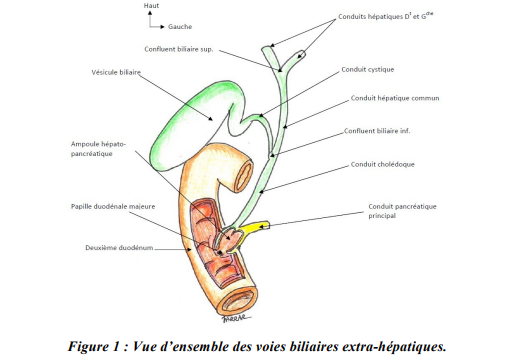 Haut
Gauche
Conduits hépatiques Dt et Gche
Confluent biliaire sup.
Vésicule biliaire
Conduit cystique
Conduit hépatique commun
Confluent biliaire inf.
Ampoule hépato-
pancréatique
Conduit cholédoque
Papille duodénale majeure
Conduit pancréatique
principal
Deuxième duodénum
Figure 1 : Vue d’ensemble des voies biliaires extra-hépatiques.